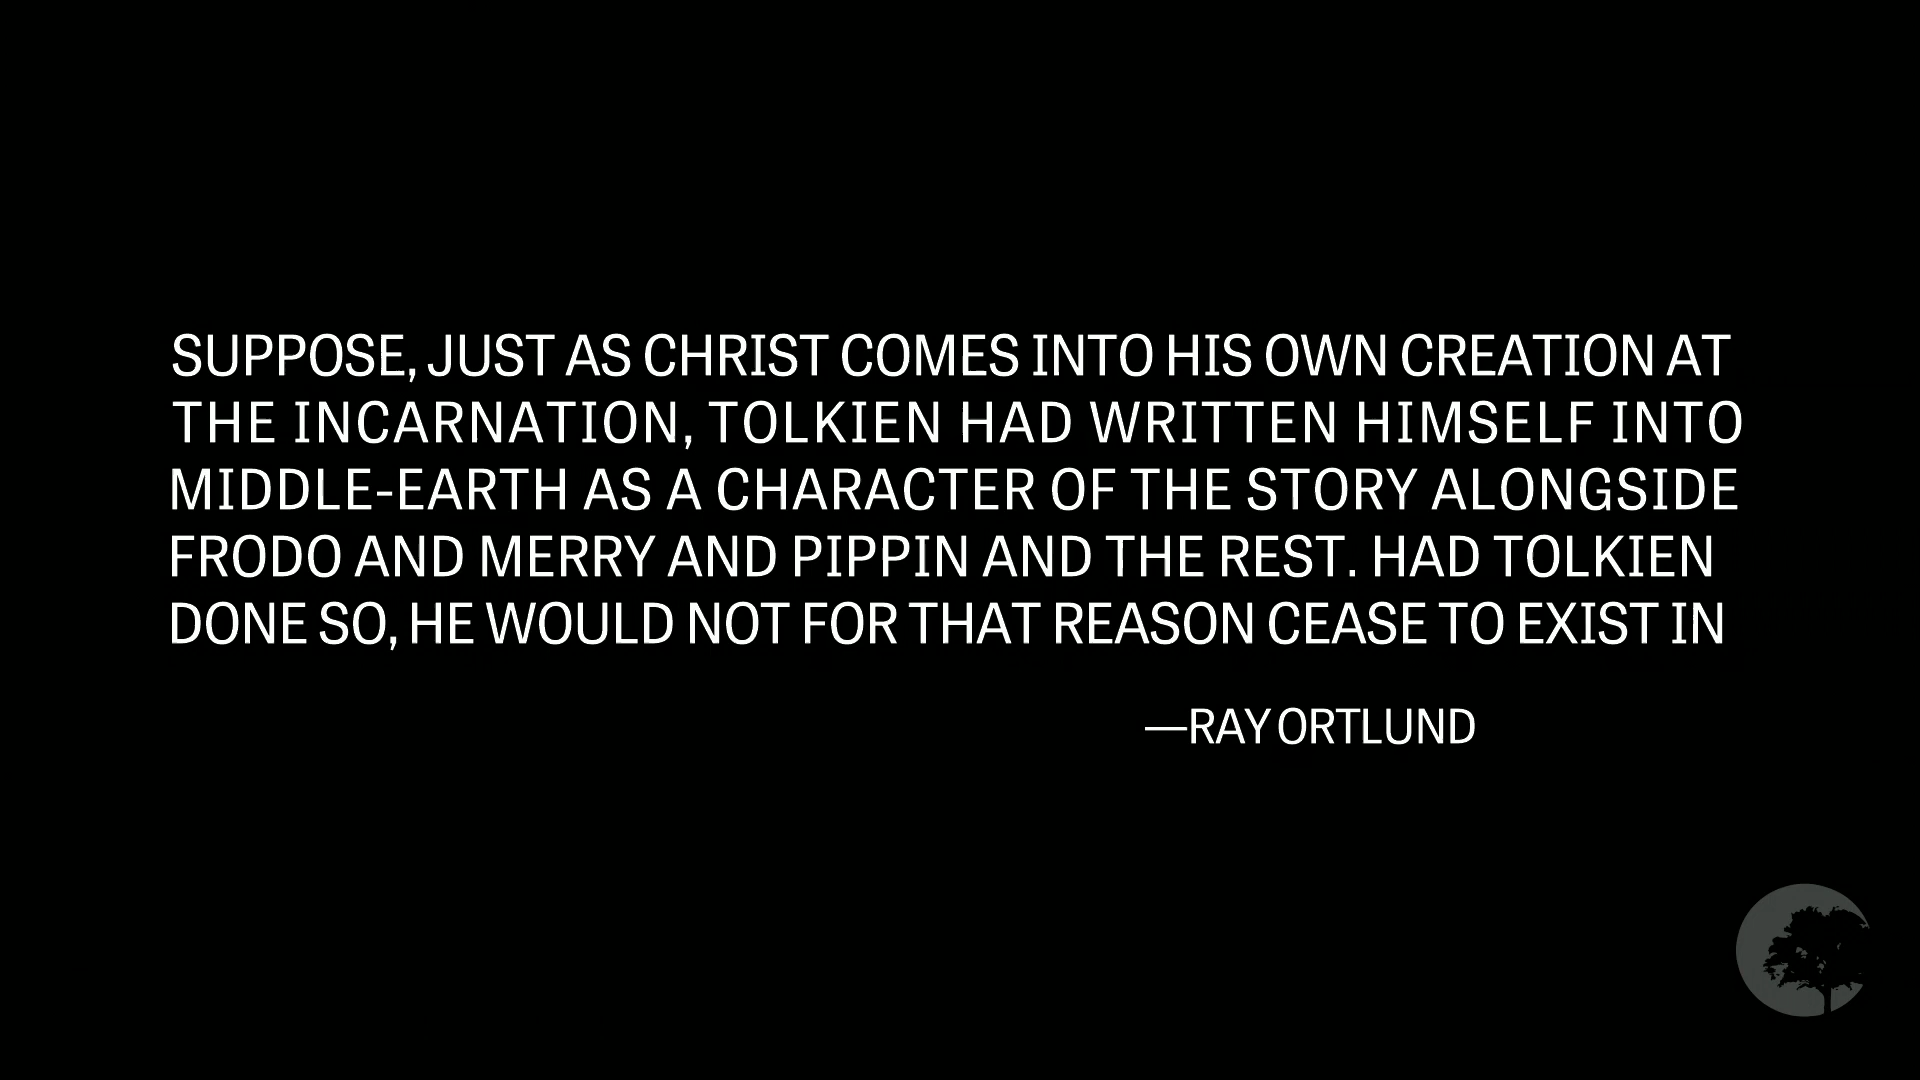 SUPPOSE, JUST AS CHRIST COMES INTO HIS OWN CREATION AT
THE INCARNATION, TOLKIEN HAD WRITTEN HIMSELF INTO
MIDDLE-EARTH AS A CHARACTER OF THE STORY ALONGSIDE
FRODO AND MERRY AND PIPPIN AND THE REST. HAD TOLKIEN
DONE SO, HE WOULD NOT FOR THAT REASON CEASE TO EXIST IN
—RAY ORTLUND